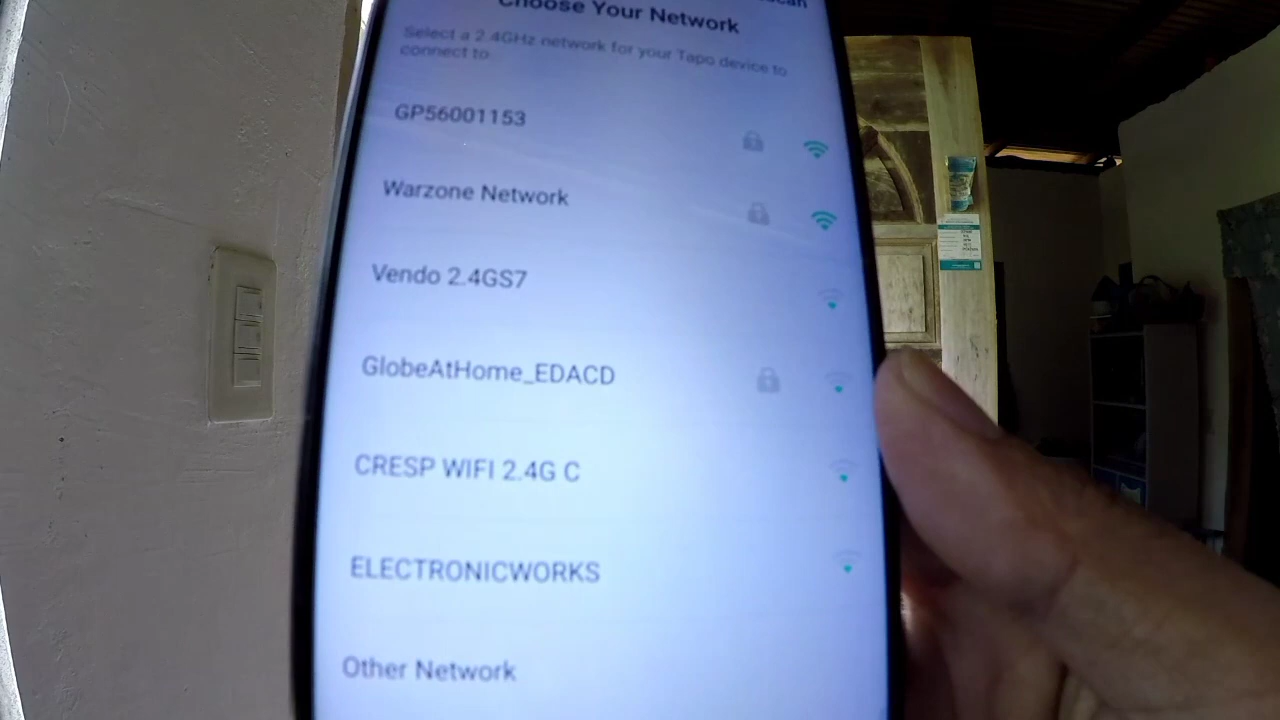 Choose Your Network
Select a 2.4GHz network for your Tapo device to
connect to
GP56001153
Warzone Network
Vendo 2.4GS7
GlobeAtHome_EDACD
CRESP WIFI 2.4G C
ELECTRONICWORKS
Other Network